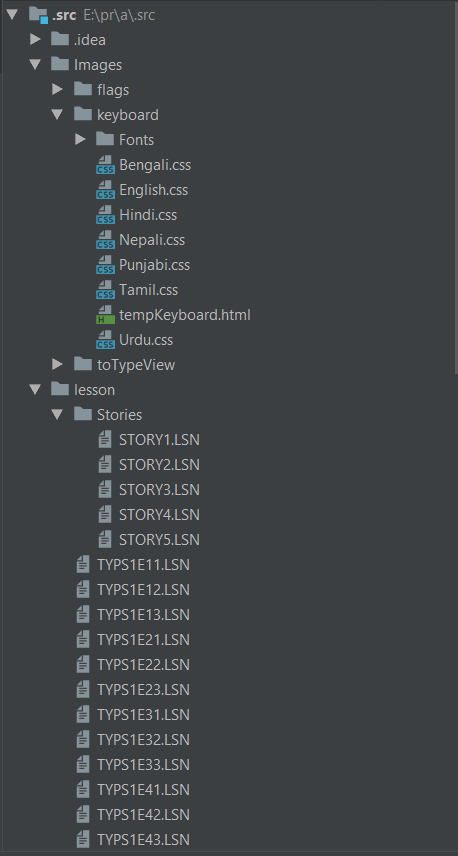 .src E:\pr\a\.src
.idea
Images
flags
keyboard
Fonts
Bengali.css
English.css
Hindi.css
Nepali.css
Punjabi.css
Tamil.css
tempKeyboard.html
Urdu.css
toTypeView
lesson
Stories
STORY1.LSN
STORY2.LSN
STORY3.LSN
STORY4.LSN
STORY5.LSN
TYPS1E11.LSN
TYPS1E12.LSN
TYPS1E13.LSN
TYPS1E21.LSN
TYPS1E22.LSN
TYPS1E23.LSN
TYPS1E31.LSN
TYPS1E32.LSN
TYPS1E33.LSN
TYPS1E41.LSN
TYPS1E42.LSN
TYPS1E43.LSN